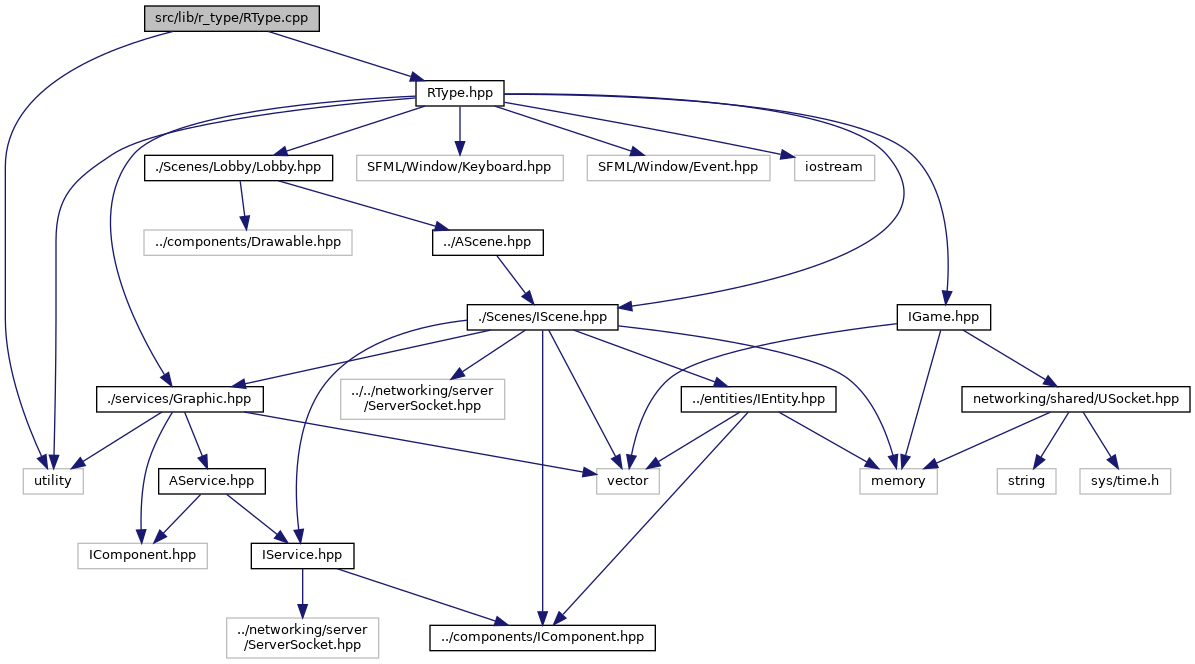 src/lib/r_type/RType.cpp
RType.hpp
./Scenes/Lobby/Lobby.hpp
SFML/Window/Keyboard.hpp
SFML/Window/Event.hpp
iostream
../components/Drawable.hpp
../AScene.hpp
./Scenes/IScene.hpp
IGame.hpp
./services/Graphic.hpp
../../networking/server
/ServerSocket.hpp
../entities/IEntity.hpp
networking/shared/USocket.hpp
utility
AService.hpp
vector
memory
string
sys/time.h
IComponent.hpp
IService.hpp
../networking/server
/ServerSocket.hpp
../components/IComponent.hpp